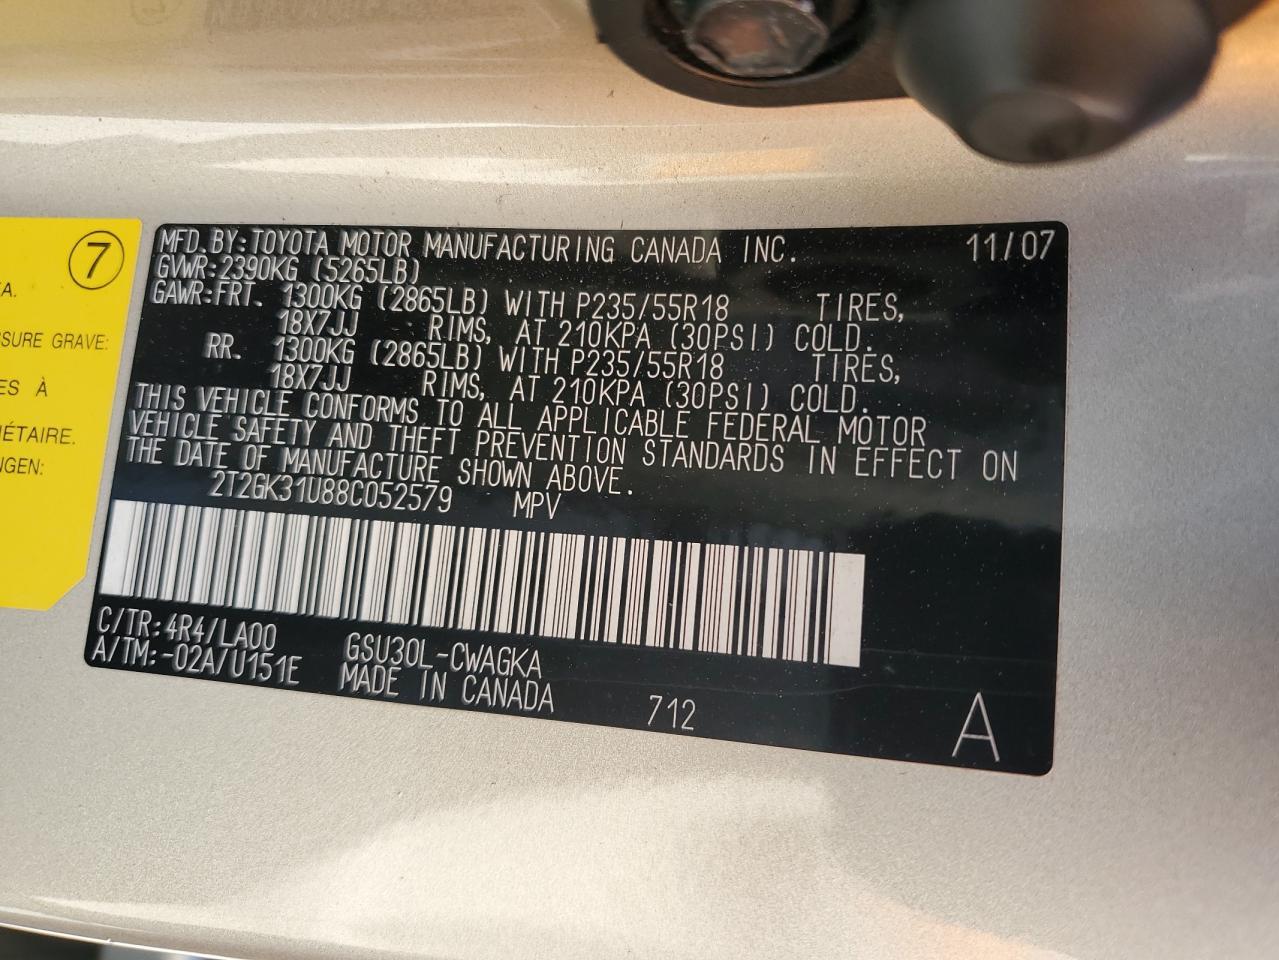 7
A.
SSURE GRAVE:
ES À
IÉTAIRE.
NGEN:
MFD. BY: TOYOTA MOTOR MANUFACTURING CANADA INC. 11/07
GVWR: 2390KG (5265LB)
GAWR: FRT. 1300KG (2865LB) WITH P235/55R18 TIRES,
18X7JJ RIMS, AT 210KPA (30PSI) COLD.
RR. 1300KG (2865LB) WITH P235/55R18 TIRES,
18X7JJ RIMS, AT 210KPA (30PSI) COLD.
THIS VEHICLE CONFORMS TO ALL APPLICABLE FEDERAL MOTOR
VEHICLE SAFETY AND THEFT PREVENTION STANDARDS IN EFFECT ON
THE DATE OF MANUFACTURE SHOWN ABOVE.
2T2GK31U88C052579 MPV
C/TR: 4R4/LA00 GSU30L-CWAGKA
A/TM:-02A/U151E MADE IN CANADA 712 A